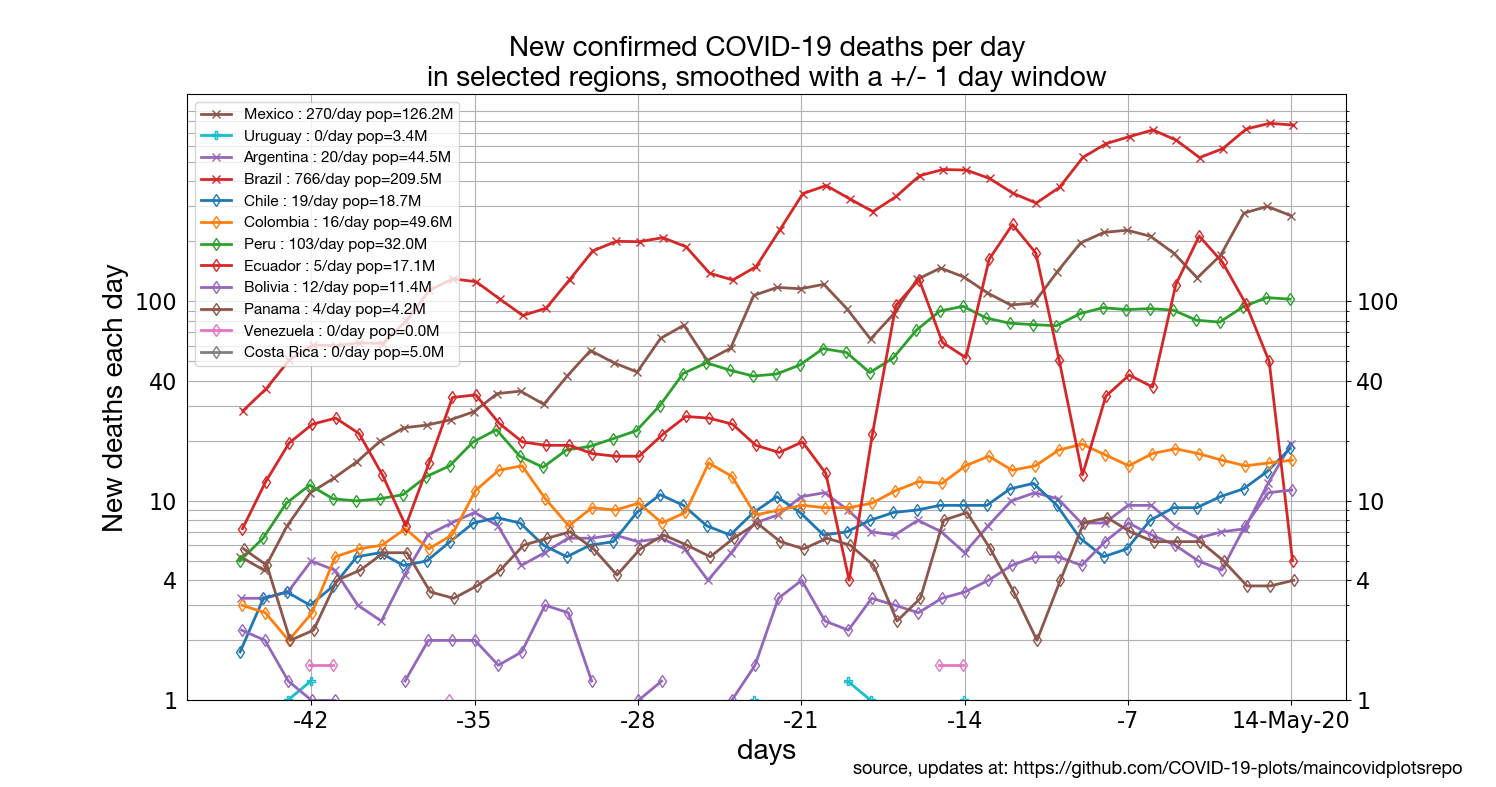 New confirmed COVID-19 deaths per day
in selected regions, smoothed with a +/- 1 day window
Mexico : 270/day pop=126.2M
Uruguay : 0/day pop=3.4M
Argentina : 20/day pop=44.5M
Brazil : 766/day pop=209.5M
Chile : 19/day pop=18.7M
Colombia : 16/day pop=49.6M
Peru : 103/day pop=32.0M
Ecuador : 5/day pop=17.1M
Bolivia : 12/day pop=11.4M
Panama : 4/day pop=4.2M
Venezuela : 0/day pop=0.0M
Costa Rica : 0/day pop=5.0M
New deaths each day
100
40
10
4
1
100
40
10
4
1
-42 -35 -28 -21 -14 -7 14-May-20
days
source, updates at: https://github.com/COVID-19-plots/maincovidplotsrepo